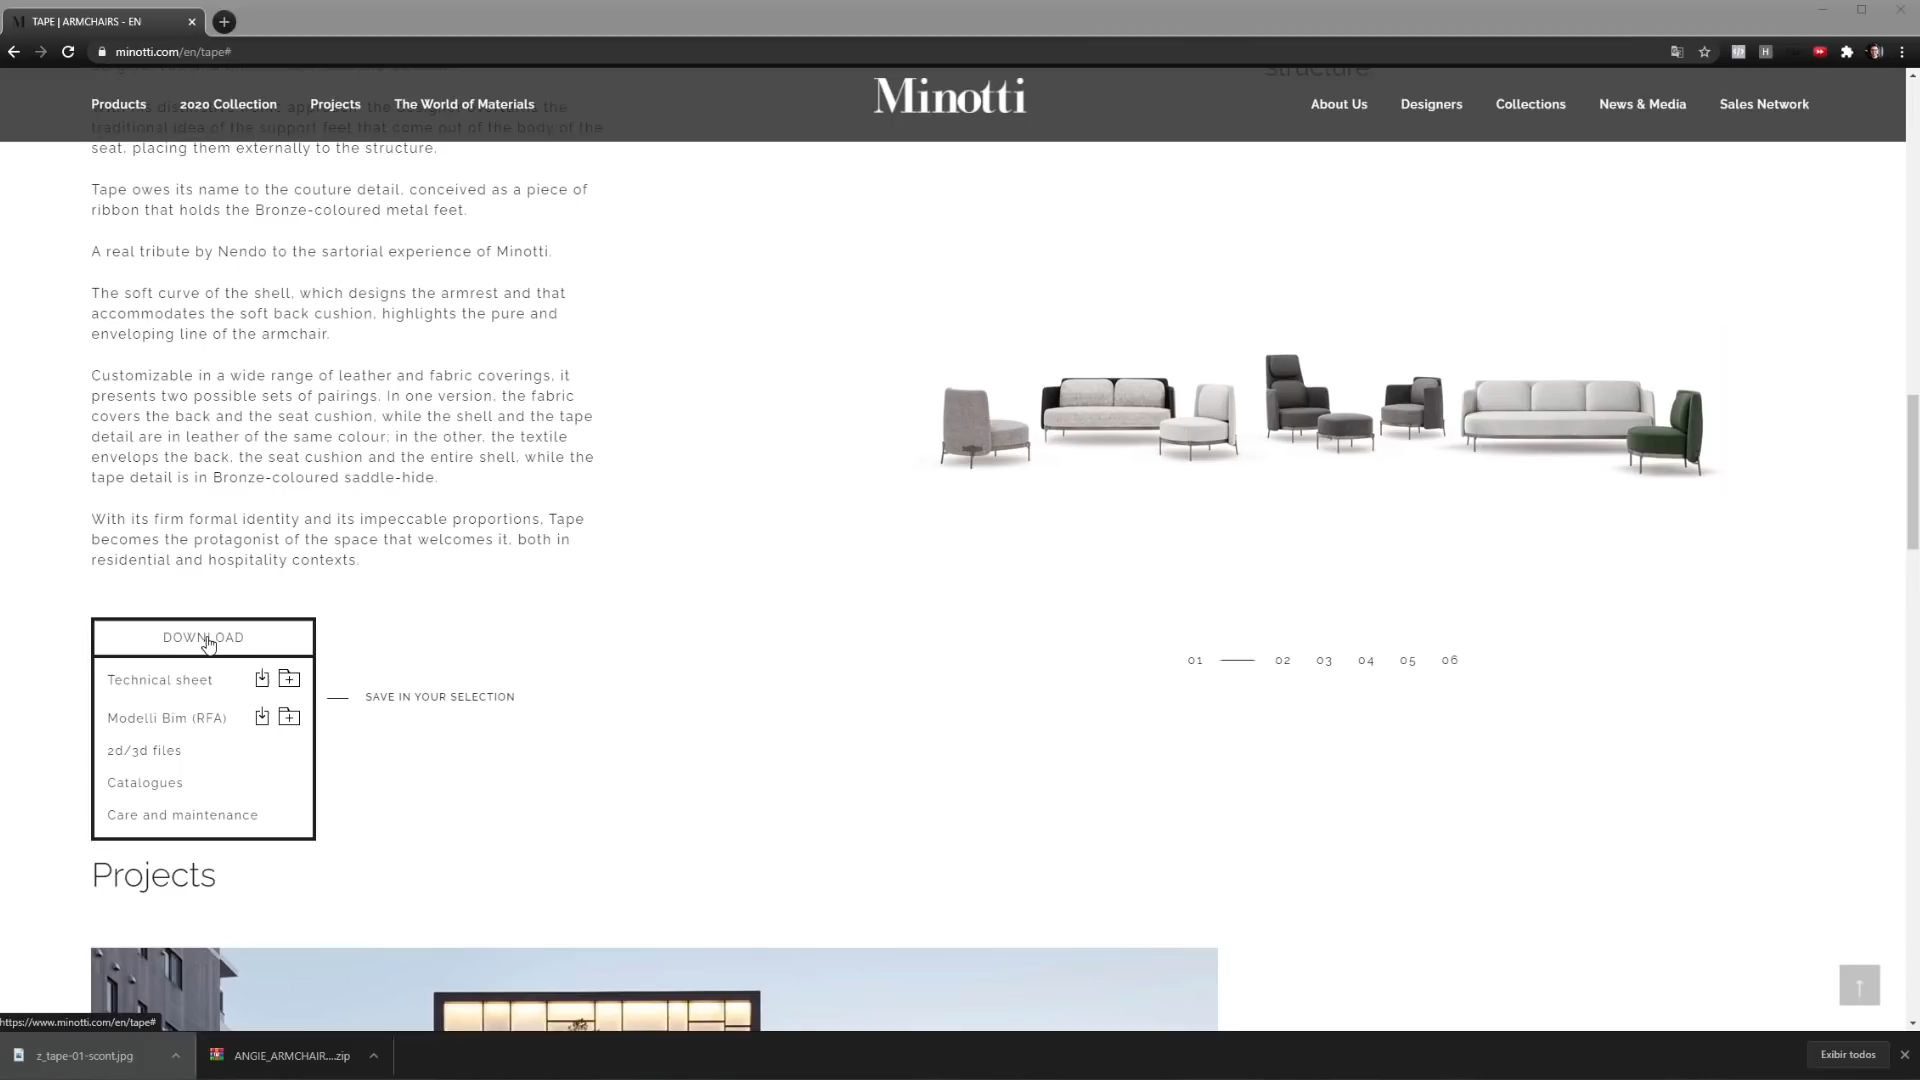 TAPE | ARMCHAIRS - EN
minotti.com/en/tape#
Structure
Products
2020 Collection
Projects
The World of Materials
Minotti
About Us
Designers
Collections
News & Media
Sales Network
the
traditional idea of the support feet that come out of the body of the
seat, placing them externally to the structure.
Tape owes its name to the couture detail, conceived as a piece of
ribbon that holds the Bronze-coloured metal feet.
A real tribute by Nendo to the sartorial experience of Minotti.
The soft curve of the shell, which designs the armrest and that
accommodates the soft back cushion, highlights the pure and
enveloping line of the armchair.
Customizable in a wide range of leather and fabric coverings, it
presents two possible sets of pairings. In one version, the fabric
covers the back and the seat cushion, while the shell and the tape
detail are in leather of the same colour; in the other, the textile
envelops the back, the seat cushion and the entire shell, while the
tape detail is in Bronze-coloured saddle-hide.
With its firm formal identity and its impeccable proportions, Tape
becomes the protagonist of the space that welcomes it, both in
residential and hospitality contexts.
DOWNLOAD
Technical sheet
Modelli Bim (RFA)
2d/3d files
Catalogues
Care and maintenance
SAVE IN YOUR SELECTION
01 02 03 04 05 06
Projects
https://www.minotti.com/en/tape#
z_tape-01-scont.jpg
ANGIE_ARMCHAIR....zip
Exibir todos